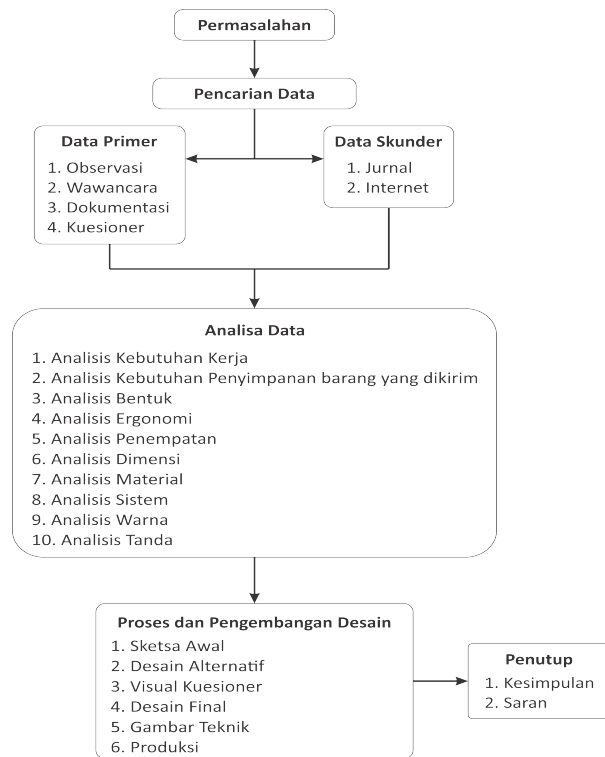 Permasalahan
Pencarian Data
Data Primer
1. Observasi
2. Wawancara
3. Dokumentasi
4. Kuesioner
Data Skunder
1. Jurnal
2. Internet
Analisa Data
1. Analisis Kebutuhan Kerja
2. Analisis Kebutuhan Penyimpanan barang yang dikirim
3. Analisis Bentuk
4. Analisis Ergonomi
5. Analisis Penempatan
6. Analisis Dimensi
7. Analisis Material
8. Analisis Sistem
9. Analisis Warna
10. Analisis Tanda
Proses dan Pengembangan Desain
1. Sketsa Awal
2. Desain Alternatif
3. Visual Kuesioner
4. Desain Final
5. Gambar Teknik
6. Produksi
Penutup
1. Kesimpulan
2. Saran